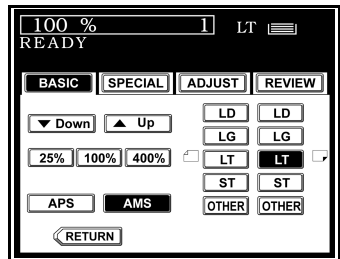 100 % 1 LT
READY
BASIC SPECIAL ADJUST REVIEW
▼ Down ▲ Up
LD LD
LG LG
25% 100% 400%
LT LT
ST ST
APS AMS
OTHER OTHER
RETURN